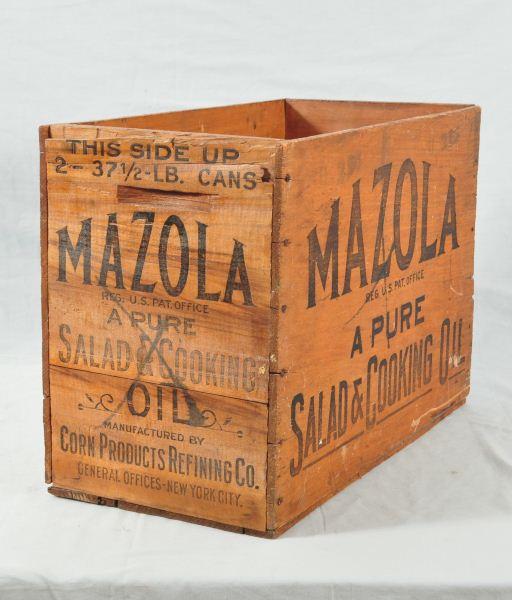 THIS SIDE UP
2-37½-LB. CANS
MAZOLA
REG. U.S. PAT. OFFICE
A PURE
SALAD & COOKING
OIL
MANUFACTURED BY
CORN PRODUCTS REFINING CO.
GENERAL OFFICES-NEW YORK CITY.
MAZOLA
REG. U.S. PAT. OFFICE
A PURE
SALAD & COOKING OIL